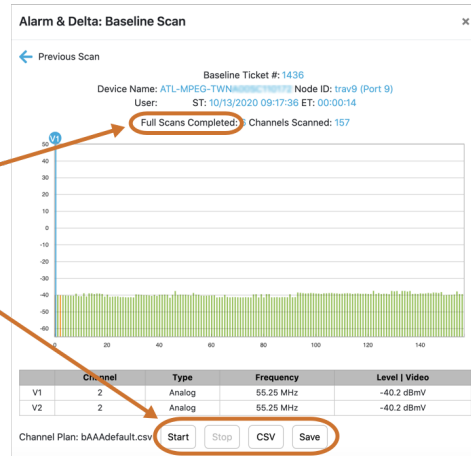 Alarm & Delta: Baseline Scan ×
Previous Scan
Baseline Ticket #: 1436
Device Name: ATL-MPEG-TWN Node ID: trav9 (Port 9)
User: ST: 10/13/2020 09:17:36 ET: 00:00:14
Full Scans Completed: Channels Scanned: 157
V1
50
40
30
20
10
0
-10
-20
-30
-40
-50
-60
0 20 40 60 80 100 120 140
Channel Type Frequency Level | Video
V1 2 Analog 55.25 MHz -40.2 dBmV
V2 2 Analog 55.25 MHz -40.2 dBmV
Channel Plan: bAAAdefault.csv Start Stop CSV Save